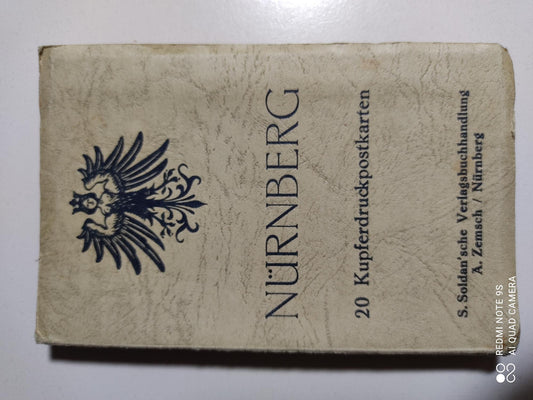 NÜRNBERG
20 Kupferdruckpostkarten
S. Soldan'sche Verlagsbuchhandlung
A. Zemsch / Nürnberg
REDMI NOTE 9S
AI QUAD CAMERA